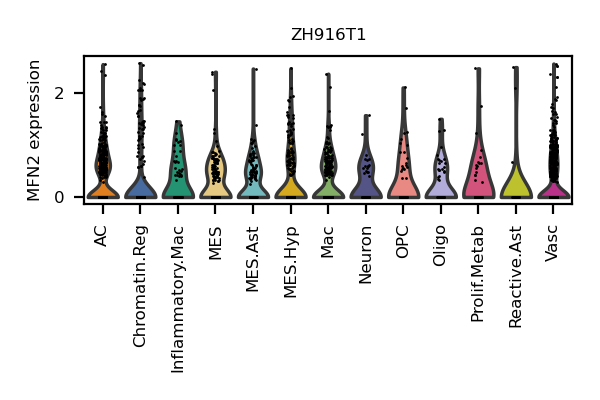 ZH916T1
MFN2 expression
2
0
AC
Chromatin.Reg
Inflammatory.Mac
MES
MES.Ast
MES.Hyp
Mac
Neuron
OPC
Oligo
Prolif.Metab
Reactive.Ast
Vasc